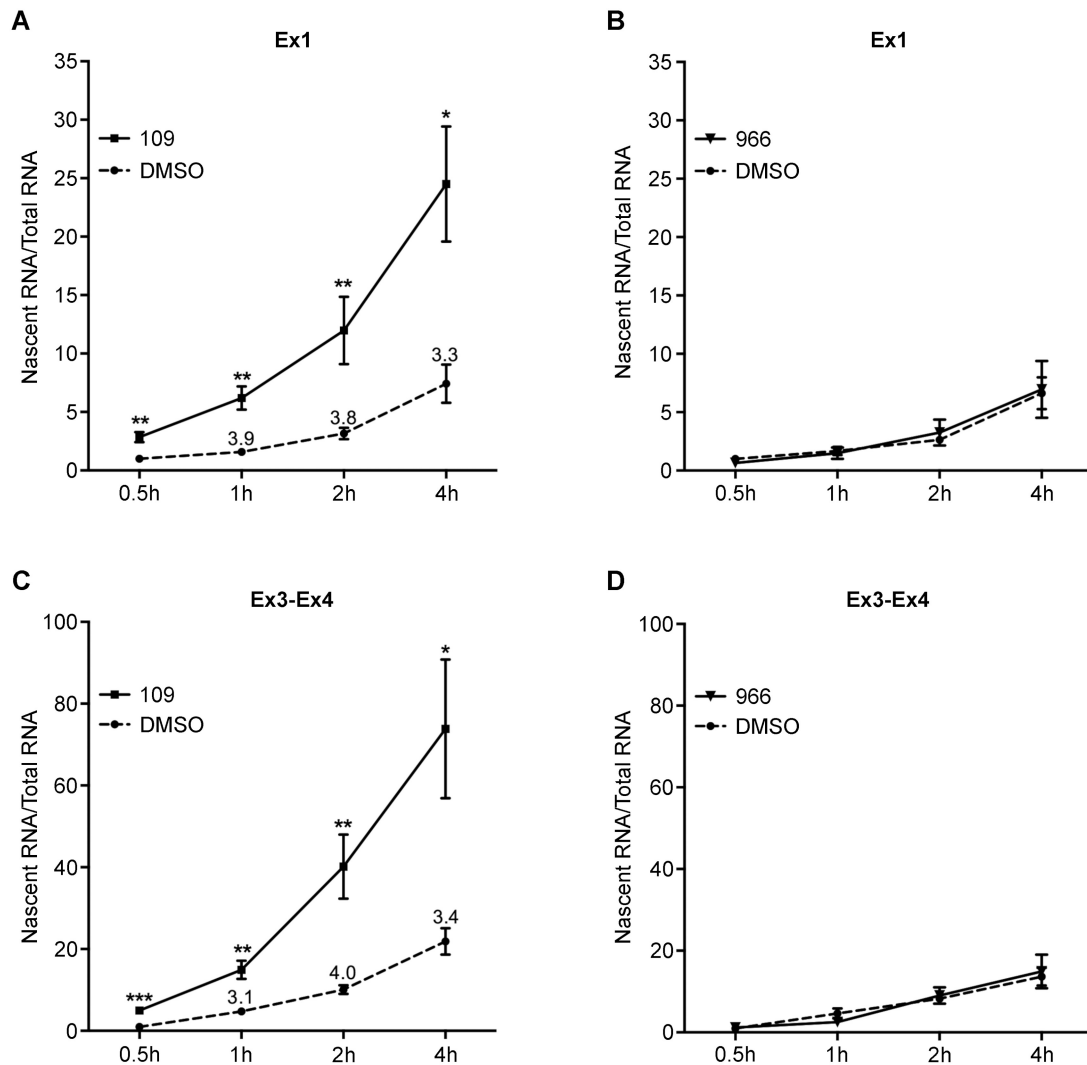 A
Ex1
35
30
25
20
15
10
5
0
Nascent RNA/Total RNA
109
DMSO
**
**
**
*
3.9
3.8
3.3
0.5h 1h 2h 4h
B
Ex1
35
30
25
20
15
10
5
0
Nascent RNA/Total RNA
966
DMSO
0.5h 1h 2h 4h
C
Ex3-Ex4
100
80
60
40
20
0
Nascent RNA/Total RNA
109
DMSO
***
**
**
*
3.1
4.0
3.4
0.5h 1h 2h 4h
D
Ex3-Ex4
100
80
60
40
20
0
Nascent RNA/Total RNA
966
DMSO
0.5h 1h 2h 4h